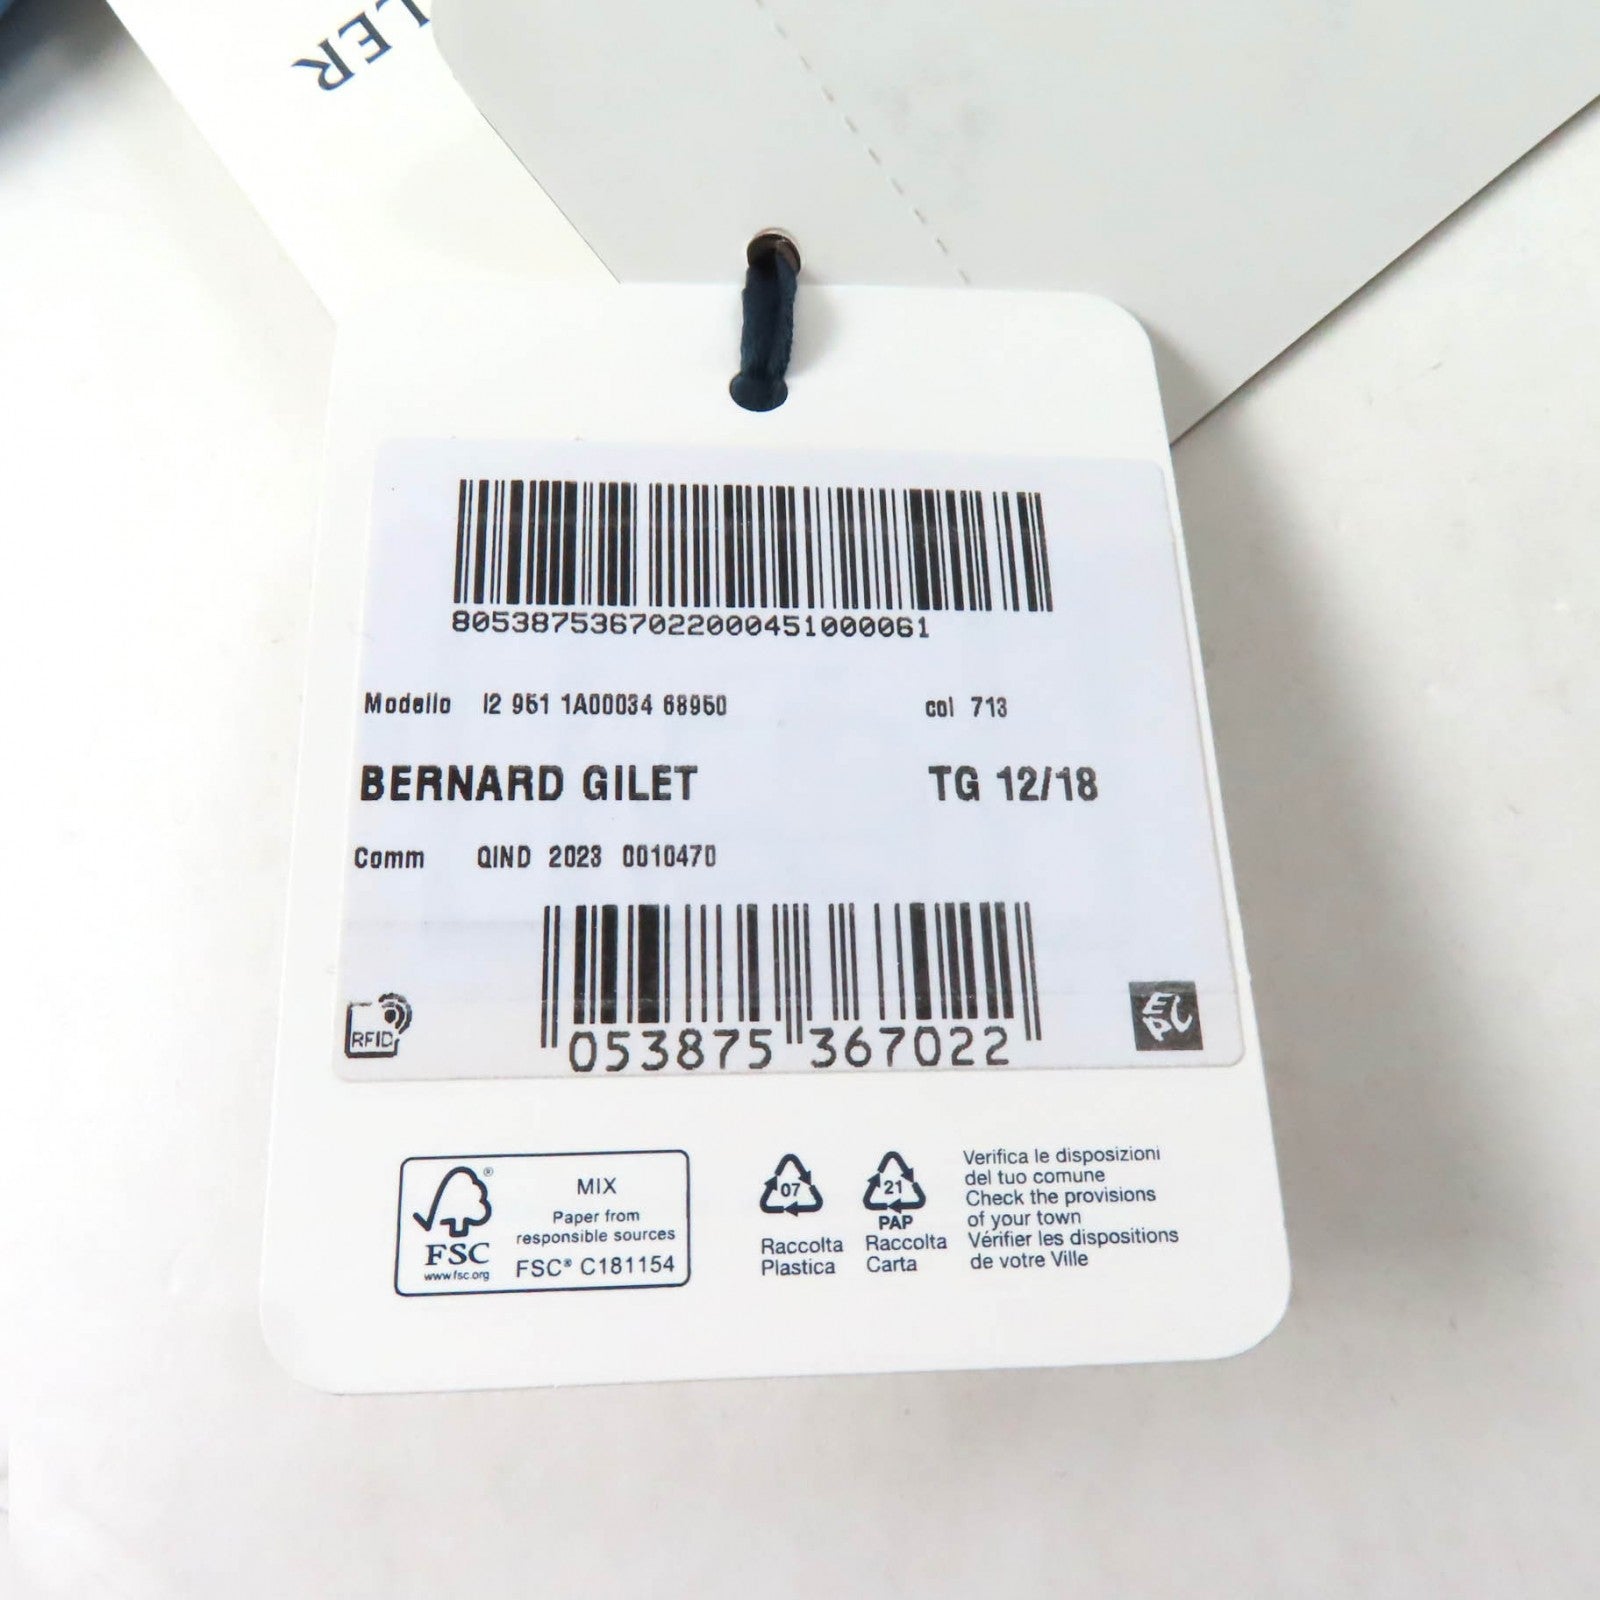 LER
805387536702200045100 0061
Modello I2 951 1A00034 68950 col 713
BERNARD GILET TG 12/18
Comm QIND 2023 0010470
053875 367022
RFID
MIX
Paper from
responsible sources
FSC® C181154
®
FSC
www.fsc.org
07
Raccolta
Plastica
21
PAP
Raccolta
Carta
Verifica le disposizioni
del tuo comune
Check the provisions
of your town
Vérifier les dispositions
de votre Ville